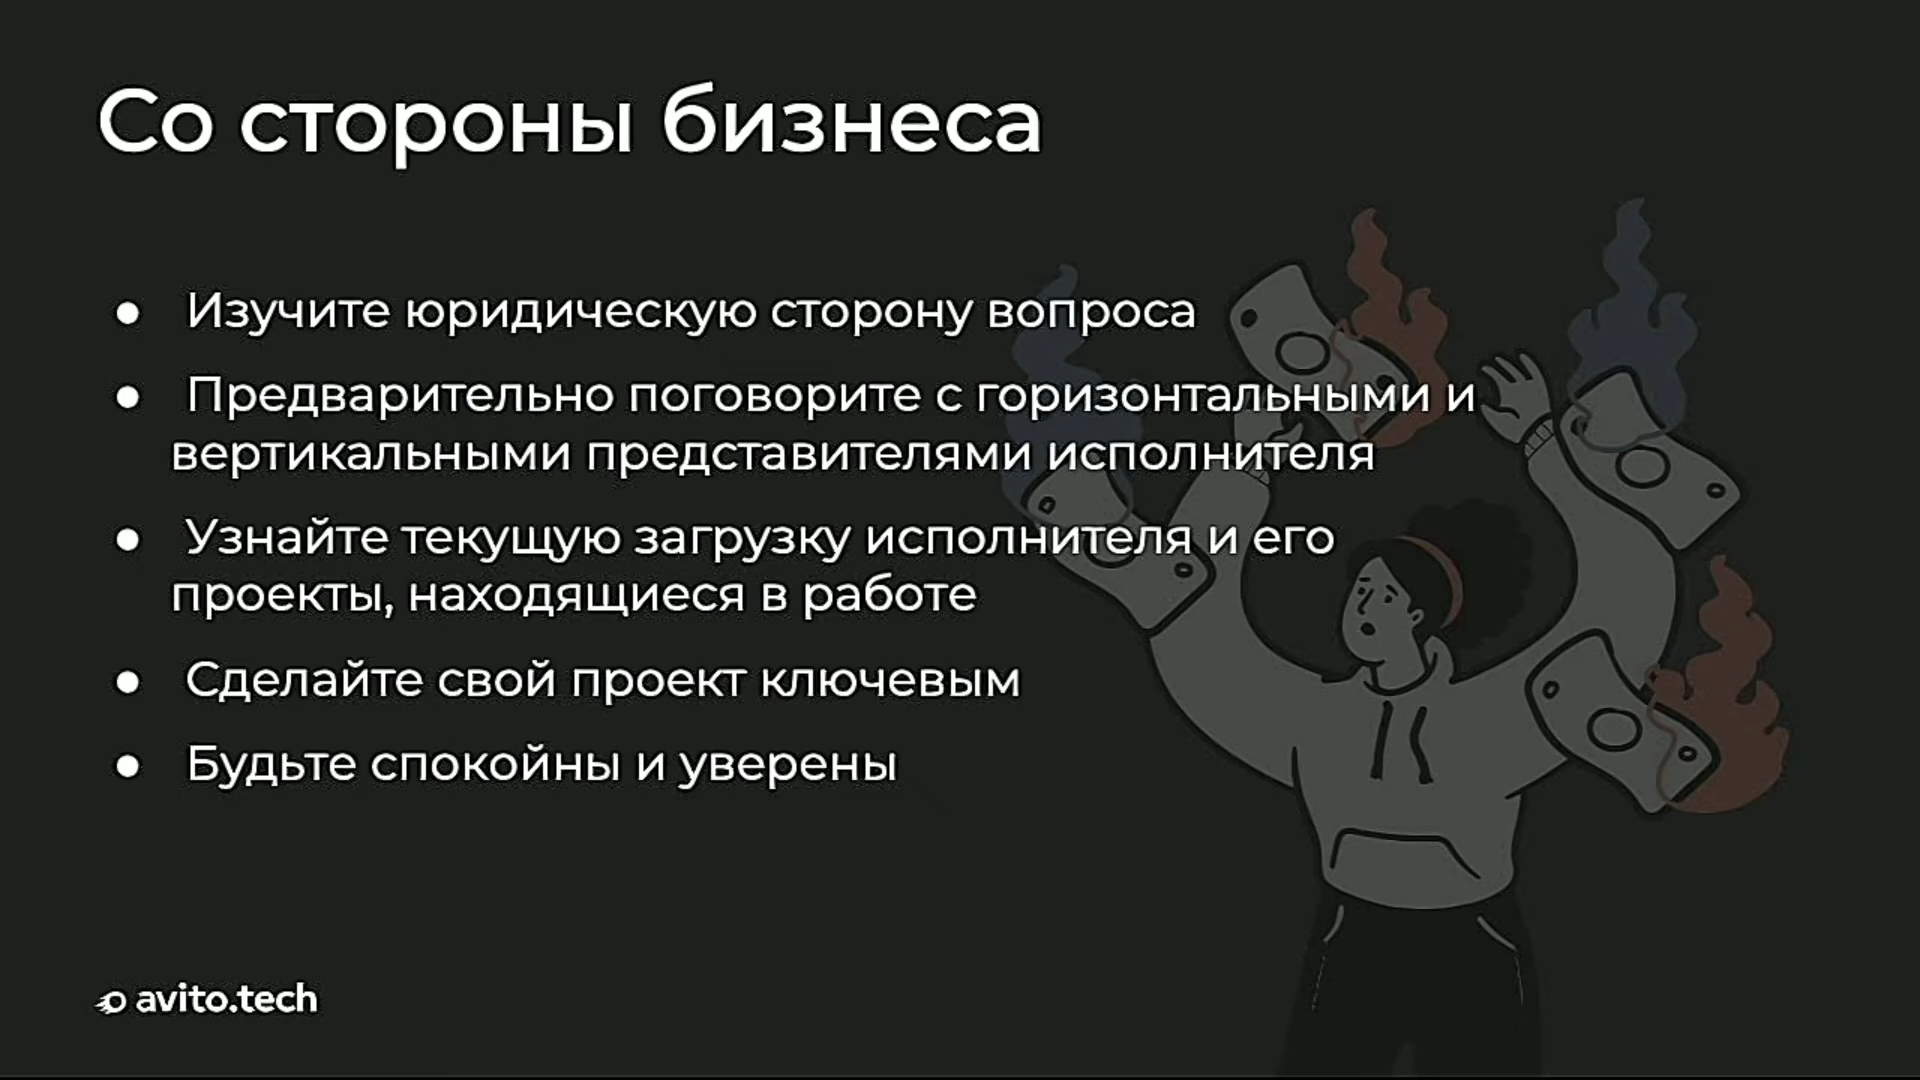 Со стороны бизнеса
● Изучите юридическую сторону вопроса
● Предварительно поговорите с горизонтальными и
вертикальными представителями исполнителя
● Узнайте текущую загрузку исполнителя и его
проекты, находящиеся в работе
● Сделайте свой проект ключевым
● Будьте спокойны и уверены
avito.tech